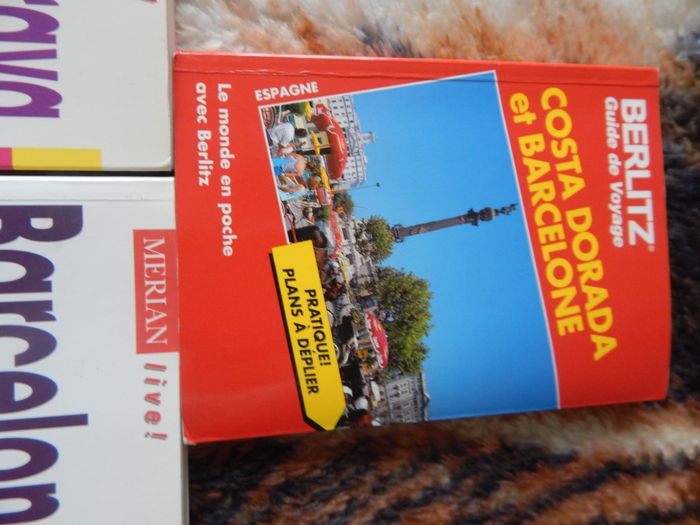 BERLITZ®
Guide de Voyage
COSTA DORADA
et BARCELONE
ESPAGNE
PRATIQUE!
PLANS À DÉPLIER
Le monde en poche
avec Berlitz
MERIAN
live!
Barcelon
rava